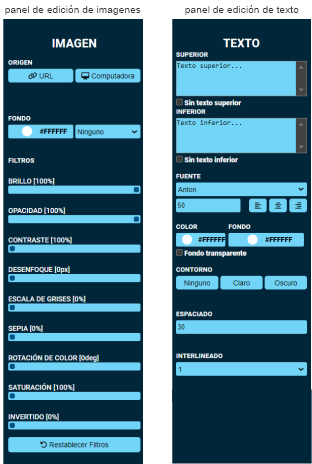 panel de edición de imagenes
IMAGEN
ORIGEN
URL
Computadora
FONDO
#FFFFFF
Ninguno
FILTROS
BRILLO [100%]
OPACIDAD [100%]
CONTRASTE [100%]
DESENFOQUE [0px]
ESCALA DE GRISES [0%]
SEPIA [0%]
ROTACIÓN DE COLOR [0deg]
SATURACIÓN [100%]
INVERTIDO [0%]
Restablecer Filtros
panel de edición de texto
TEXTO
SUPERIOR
Texto superior...
Sin texto superior
INFERIOR
Texto inferior...
Sin texto inferior
FUENTE
Anton
50
COLOR FONDO
#FFFFFF #FFFFFF
Fondo transparente
CONTORNO
Ninguno Claro Oscuro
ESPACIADO
30
INTERLINEADO
1